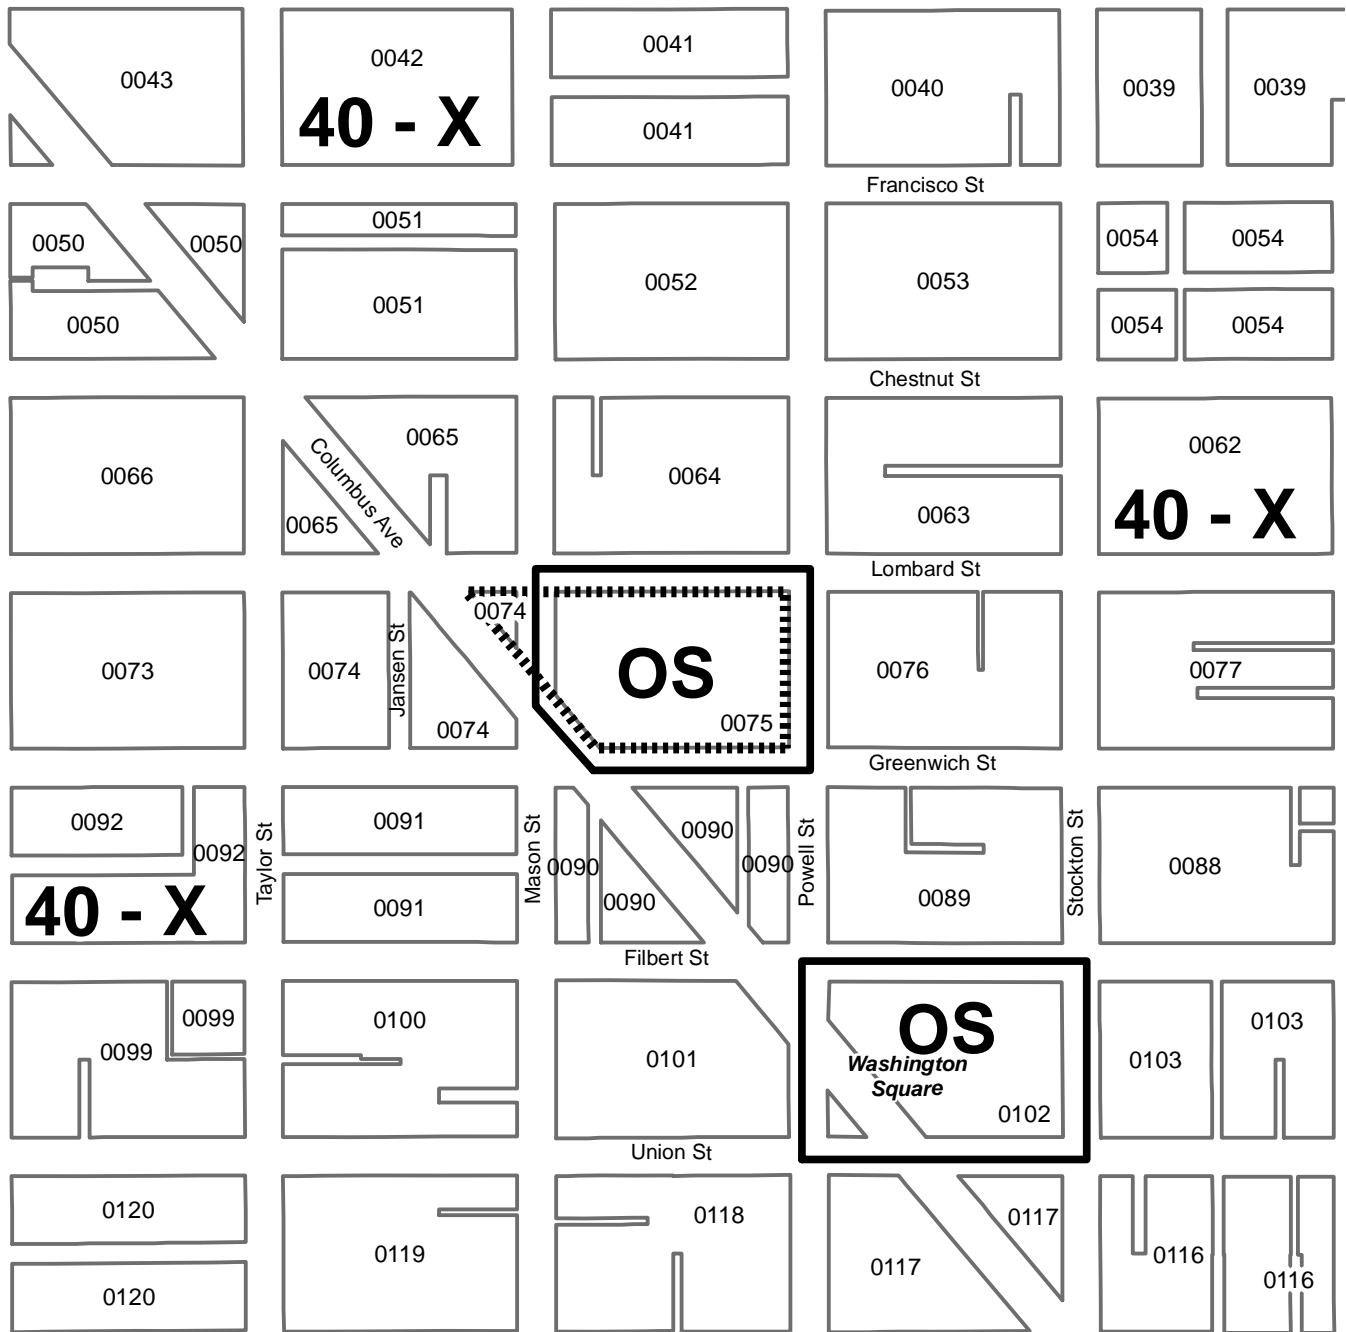 0043
0042
40 - X
0041
0041
0040
0039
0039
Francisco St
0050
0050
0050
0051
0051
0052
0053
0054
0054
0054
0054
Chestnut St
0066
0065
0065
Columbus Ave
0064
0063
0062
40 - X
Lombard St
0073
0074
Jansen St
0074
0074
OS
0075
0076
0077
Greenwich St
0092
0092
40 - X
Taylor St
0091
0091
Mason St
0090
0090
0090
0090
Powell St
0089
Stockton St
0088
Filbert St
0099
0099
0100
0101
OS
Washington
Square
0102
0103
0103
Union St
0120
0120
0119
0118
0117
0117
0116
0116